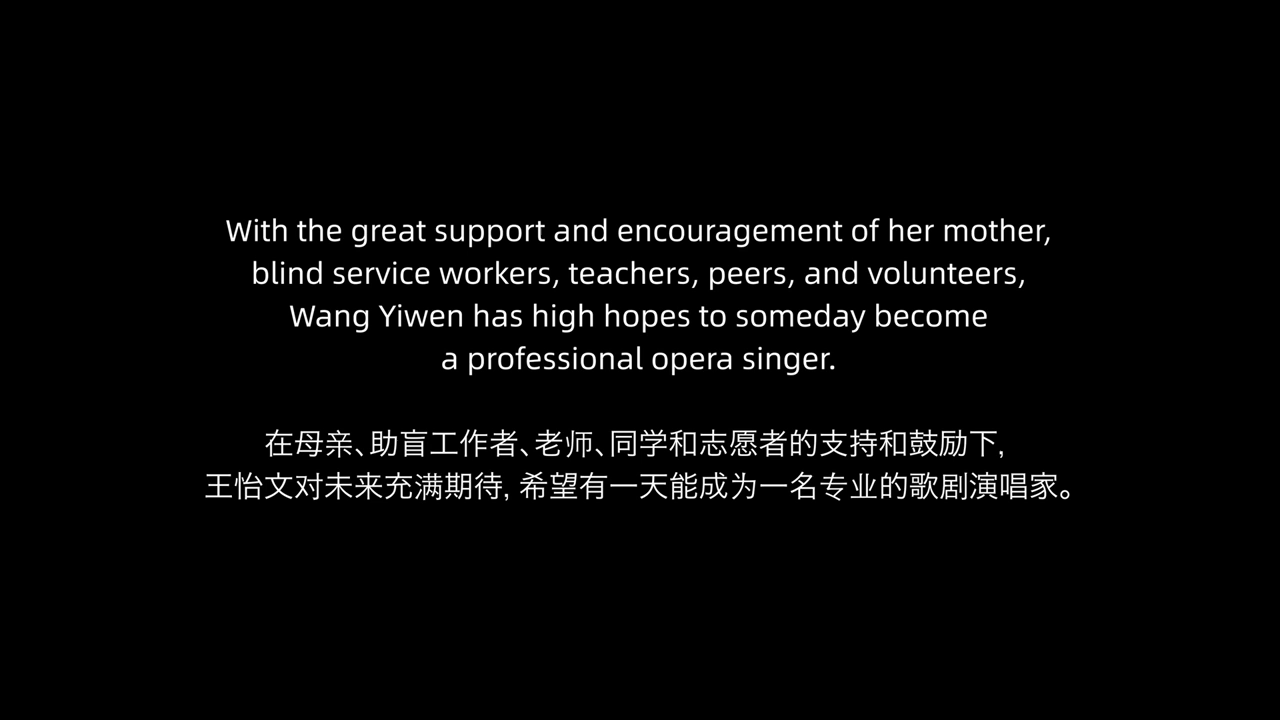 With the great support and encouragement of her mother,
blind service workers, teachers, peers, and volunteers,
Wang Yiwen has high hopes to someday become
a professional opera singer.
在母亲、助盲工作者、老师、同学和志愿者的支持和鼓励下,
王怡文对未来充满期待, 希望有一天能成为一名专业的歌剧演唱家。